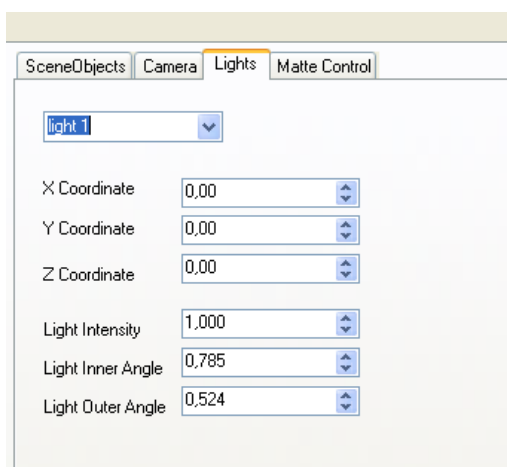 SceneObjects Camera Lights Matte Control
light 1
X Coordinate 0,00
Y Coordinate 0,00
Z Coordinate 0,00
Light Intensity 1,000
Light Inner Angle 0,785
Light Outer Angle 0,524